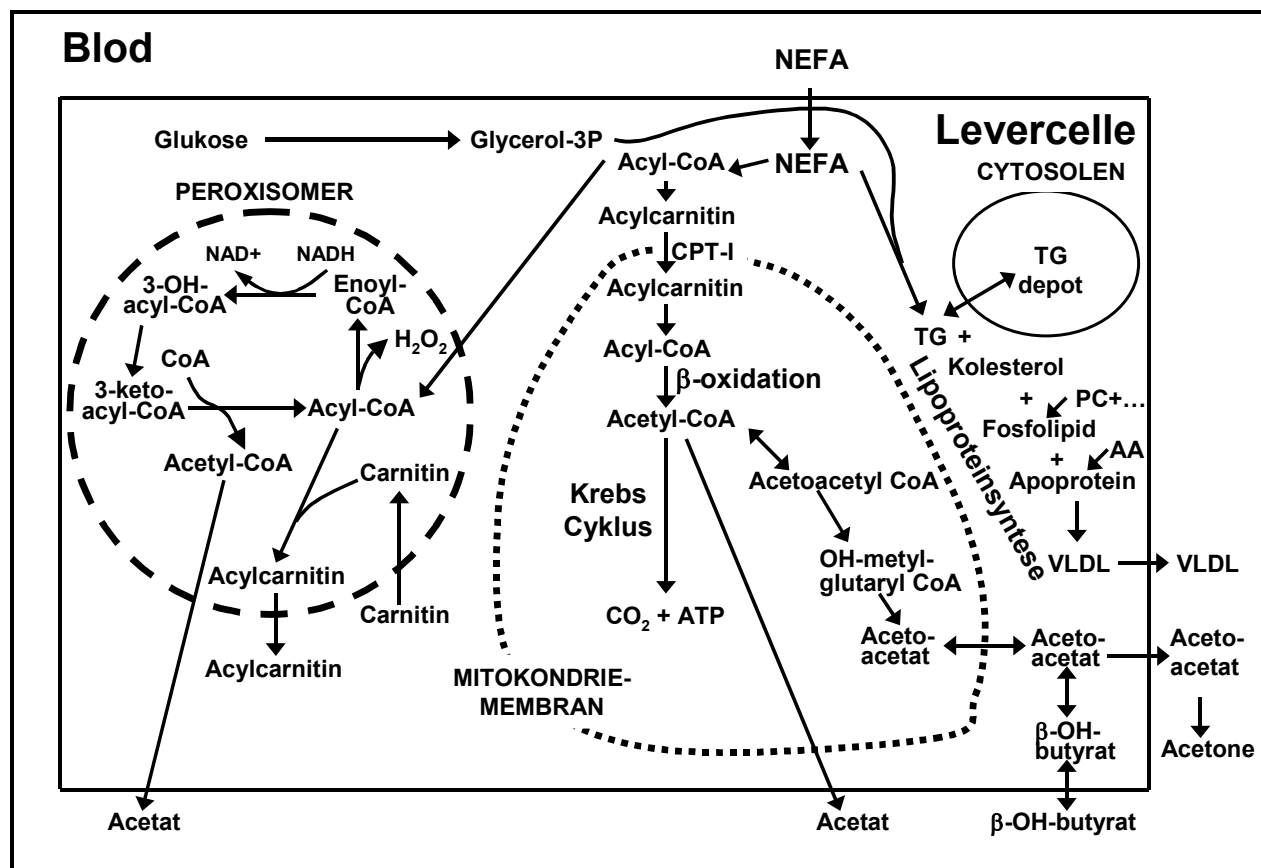 Blod
NEFA
Levercelle
CYTOSOLEN
Glukose
Glycerol-3P
Acyl-CoA
NEFA
PEROXISOMER
Acylcarnitin
NAD+
NADH
CPT-I
TG
depot
3-OH-
acyl-CoA
Enoyl-
CoA
Acylcarnitin
H₂O₂
TG +
CoA
Acyl-CoA
Kolesterol
β-oxidation
3-keto-
acyl-CoA
Acyl-CoA
Acetyl-CoA
+
PC+...
Fosfolipid
Lipoproteinsyntese
+
AA
Acetyl-CoA
Carnitin
Acetoacetyl CoA
Apoprotein
Krebs
Cyklus
OH-metyl-
glutaryl CoA
VLDL
VLDL
Acylcarnitin
Carnitin
CO₂ + ATP
Aceto-
acetat
Aceto-
acetat
Aceto-
acetat
Acylcarnitin
MITOKONDRIE-
MEMBRAN
β-OH-
butyrat
Acetone
Acetat
Acetat
β-OH-butyrat